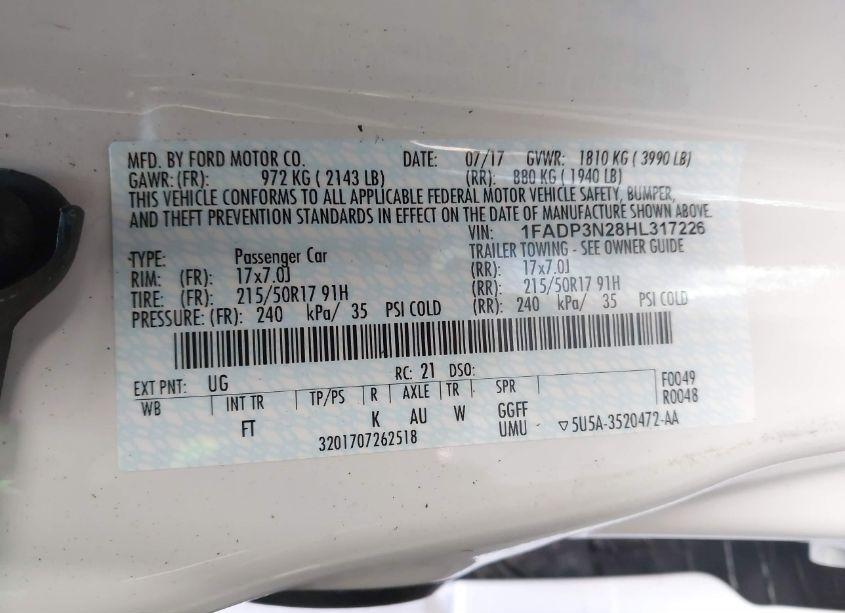 MFD. BY FORD MOTOR CO. DATE: 07/17 GVWR: 1810 KG ( 3990 LB)
GAWR: (FR): 972 KG ( 2143 LB) (RR): 880 KG ( 1940 LB)
THIS VEHICLE CONFORMS TO ALL APPLICABLE FEDERAL MOTOR VEHICLE SAFETY, BUMPER,
AND THEFT PREVENTION STANDARDS IN EFFECT ON THE DATE OF MANUFACTURE SHOWN ABOVE.
VIN: 1FADP3N28HL317226
TYPE: Passenger Car TRAILER TOWING - SEE OWNER GUIDE
RIM: (FR): 17x7.0J (RR): 17x7.0J
TIRE: (FR): 215/50R17 91H (RR): 215/50R17 91H
PRESSURE: (FR): 240 kPa/ 35 PSI COLD (RR): 240 kPa/ 35 PSI COLD
EXT PNT: UG RC: 21 DSO: F0049
WB INT TR TP/PS R AXLE TR SPR R0048
FT K AU W GGFF
3201707262518 UMU ▽5U5A-3520472-AA